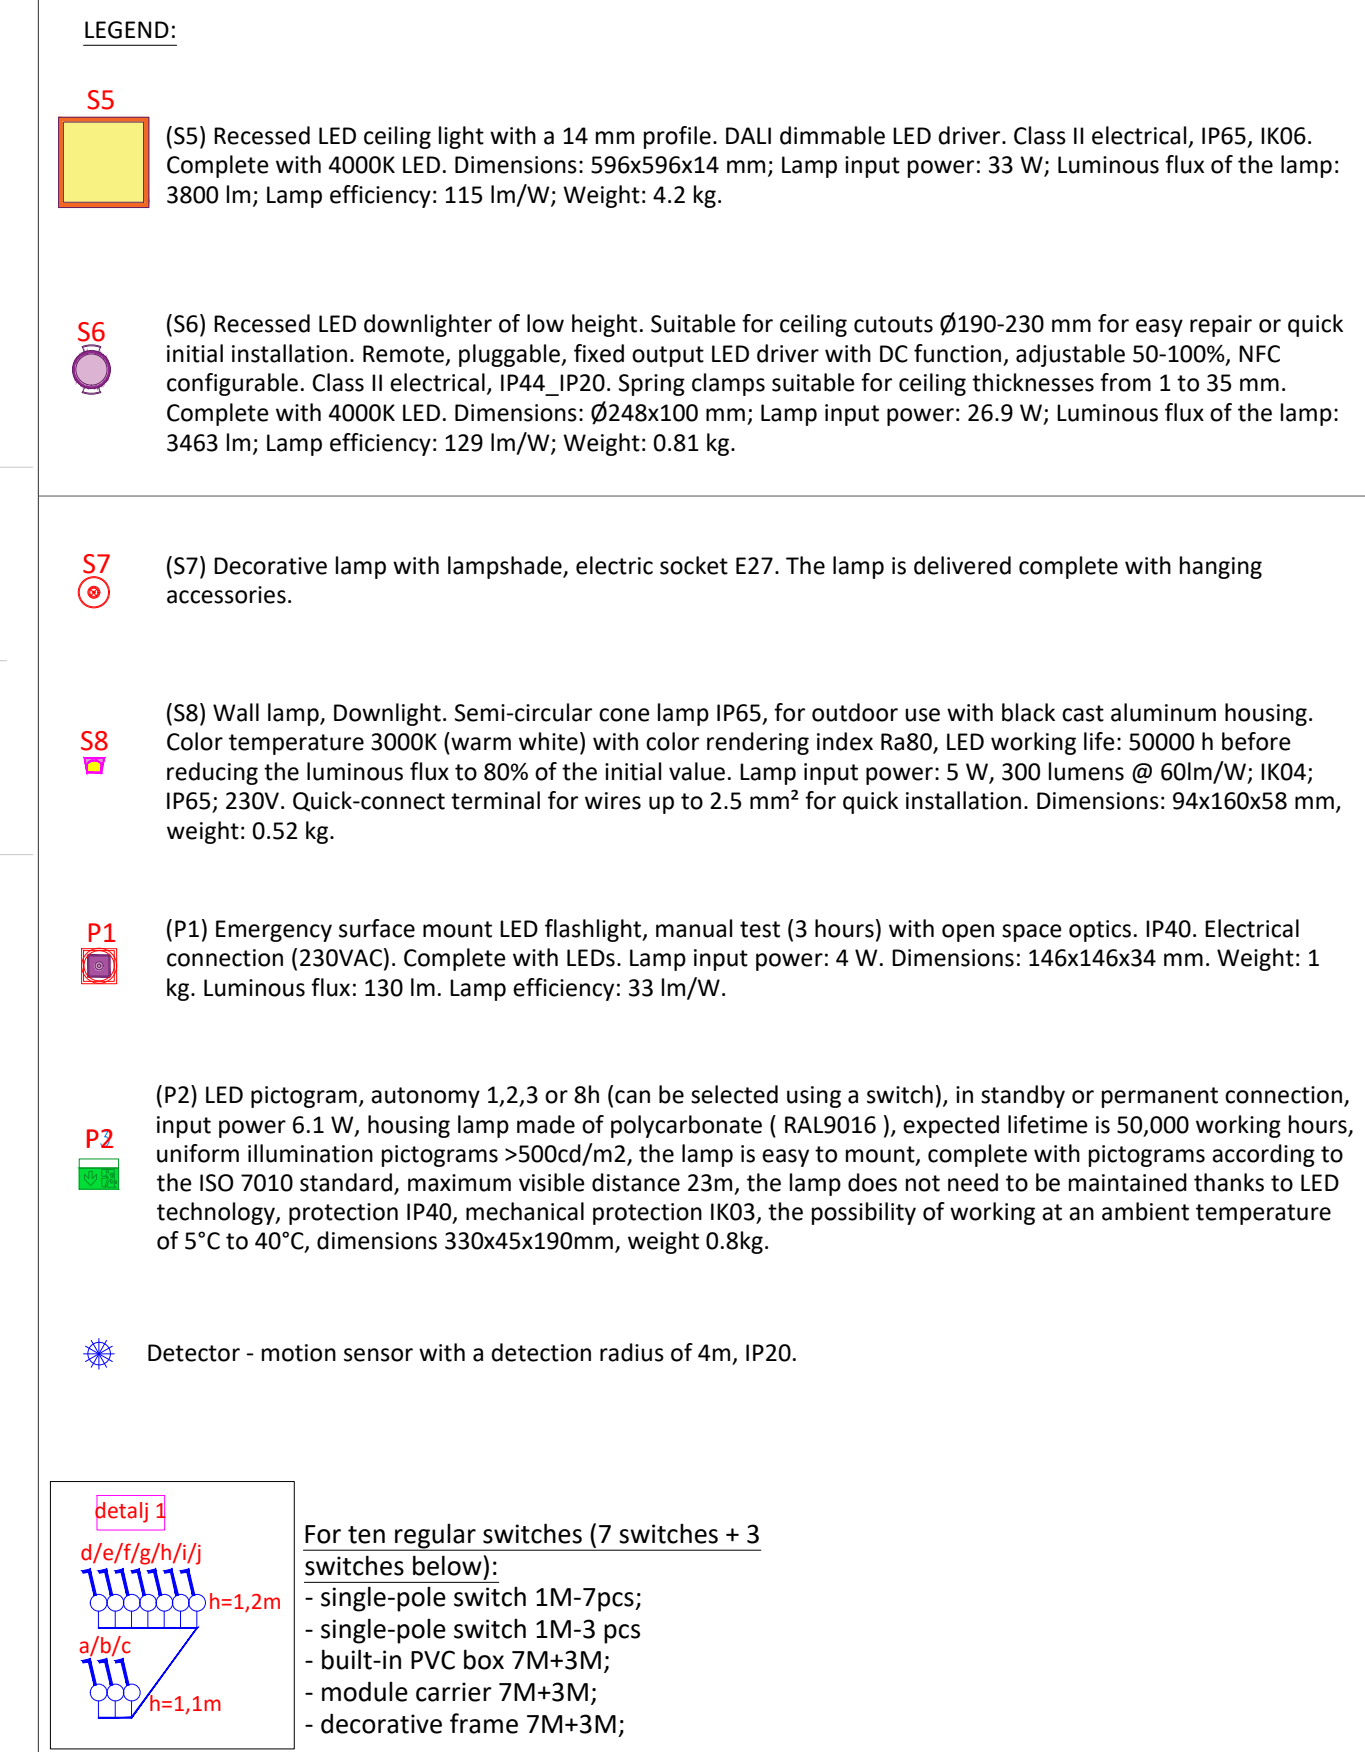 LEGEND:
S5
(S5) Recessed LED ceiling light with a 14 mm profile. DALI dimmable LED driver. Class II electrical, IP65, IK06.
Complete with 4000K LED. Dimensions: 596x596x14 mm; Lamp input power: 33 W; Luminous flux of the lamp:
3800 lm; Lamp efficiency: 115 lm/W; Weight: 4.2 kg.
S6
(S6) Recessed LED downlighter of low height. Suitable for ceiling cutouts Ø190-230 mm for easy repair or quick
initial installation. Remote, pluggable, fixed output LED driver with DC function, adjustable 50-100%, NFC
configurable. Class II electrical, IP44_IP20. Spring clamps suitable for ceiling thicknesses from 1 to 35 mm.
Complete with 4000K LED. Dimensions: Ø248x100 mm; Lamp input power: 26.9 W; Luminous flux of the lamp:
3463 lm; Lamp efficiency: 129 lm/W; Weight: 0.81 kg.
S7
(S7) Decorative lamp with lampshade, electric socket E27. The lamp is delivered complete with hanging
accessories.
S8
(S8) Wall lamp, Downlight. Semi-circular cone lamp IP65, for outdoor use with black cast aluminum housing.
Color temperature 3000K (warm white) with color rendering index Ra80, LED working life: 50000 h before
reducing the luminous flux to 80% of the initial value. Lamp input power: 5 W, 300 lumens @ 60lm/W; IK04;
IP65; 230V. Quick-connect terminal for wires up to 2.5 mm² for quick installation. Dimensions: 94x160x58 mm,
weight: 0.52 kg.
P1
(P1) Emergency surface mount LED flashlight, manual test (3 hours) with open space optics. IP40. Electrical
connection (230VAC). Complete with LEDs. Lamp input power: 4 W. Dimensions: 146x146x34 mm. Weight: 1
kg. Luminous flux: 130 lm. Lamp efficiency: 33 lm/W.
P2
(P2) LED pictogram, autonomy 1,2,3 or 8h (can be selected using a switch), in standby or permanent connection,
input power 6.1 W, housing lamp made of polycarbonate ( RAL9016 ), expected lifetime is 50,000 working hours,
uniform illumination pictograms >500cd/m2, the lamp is easy to mount, complete with pictograms according to
the ISO 7010 standard, maximum visible distance 23m, the lamp does not need to be maintained thanks to LED
technology, protection IP40, mechanical protection IK03, the possibility of working at an ambient temperature
of 5°C to 40°C, dimensions 330x45x190mm, weight 0.8kg.
Detector - motion sensor with a detection radius of 4m, IP20.
detalj 1
d/e/f/g/h/i/j
h=1,2m
a/b/c
h=1,1m
For ten regular switches (7 switches + 3
switches below):
- single-pole switch 1M-7pcs;
- single-pole switch 1M-3 pcs
- built-in PVC box 7M+3M;
- module carrier 7M+3M;
- decorative frame 7M+3M;